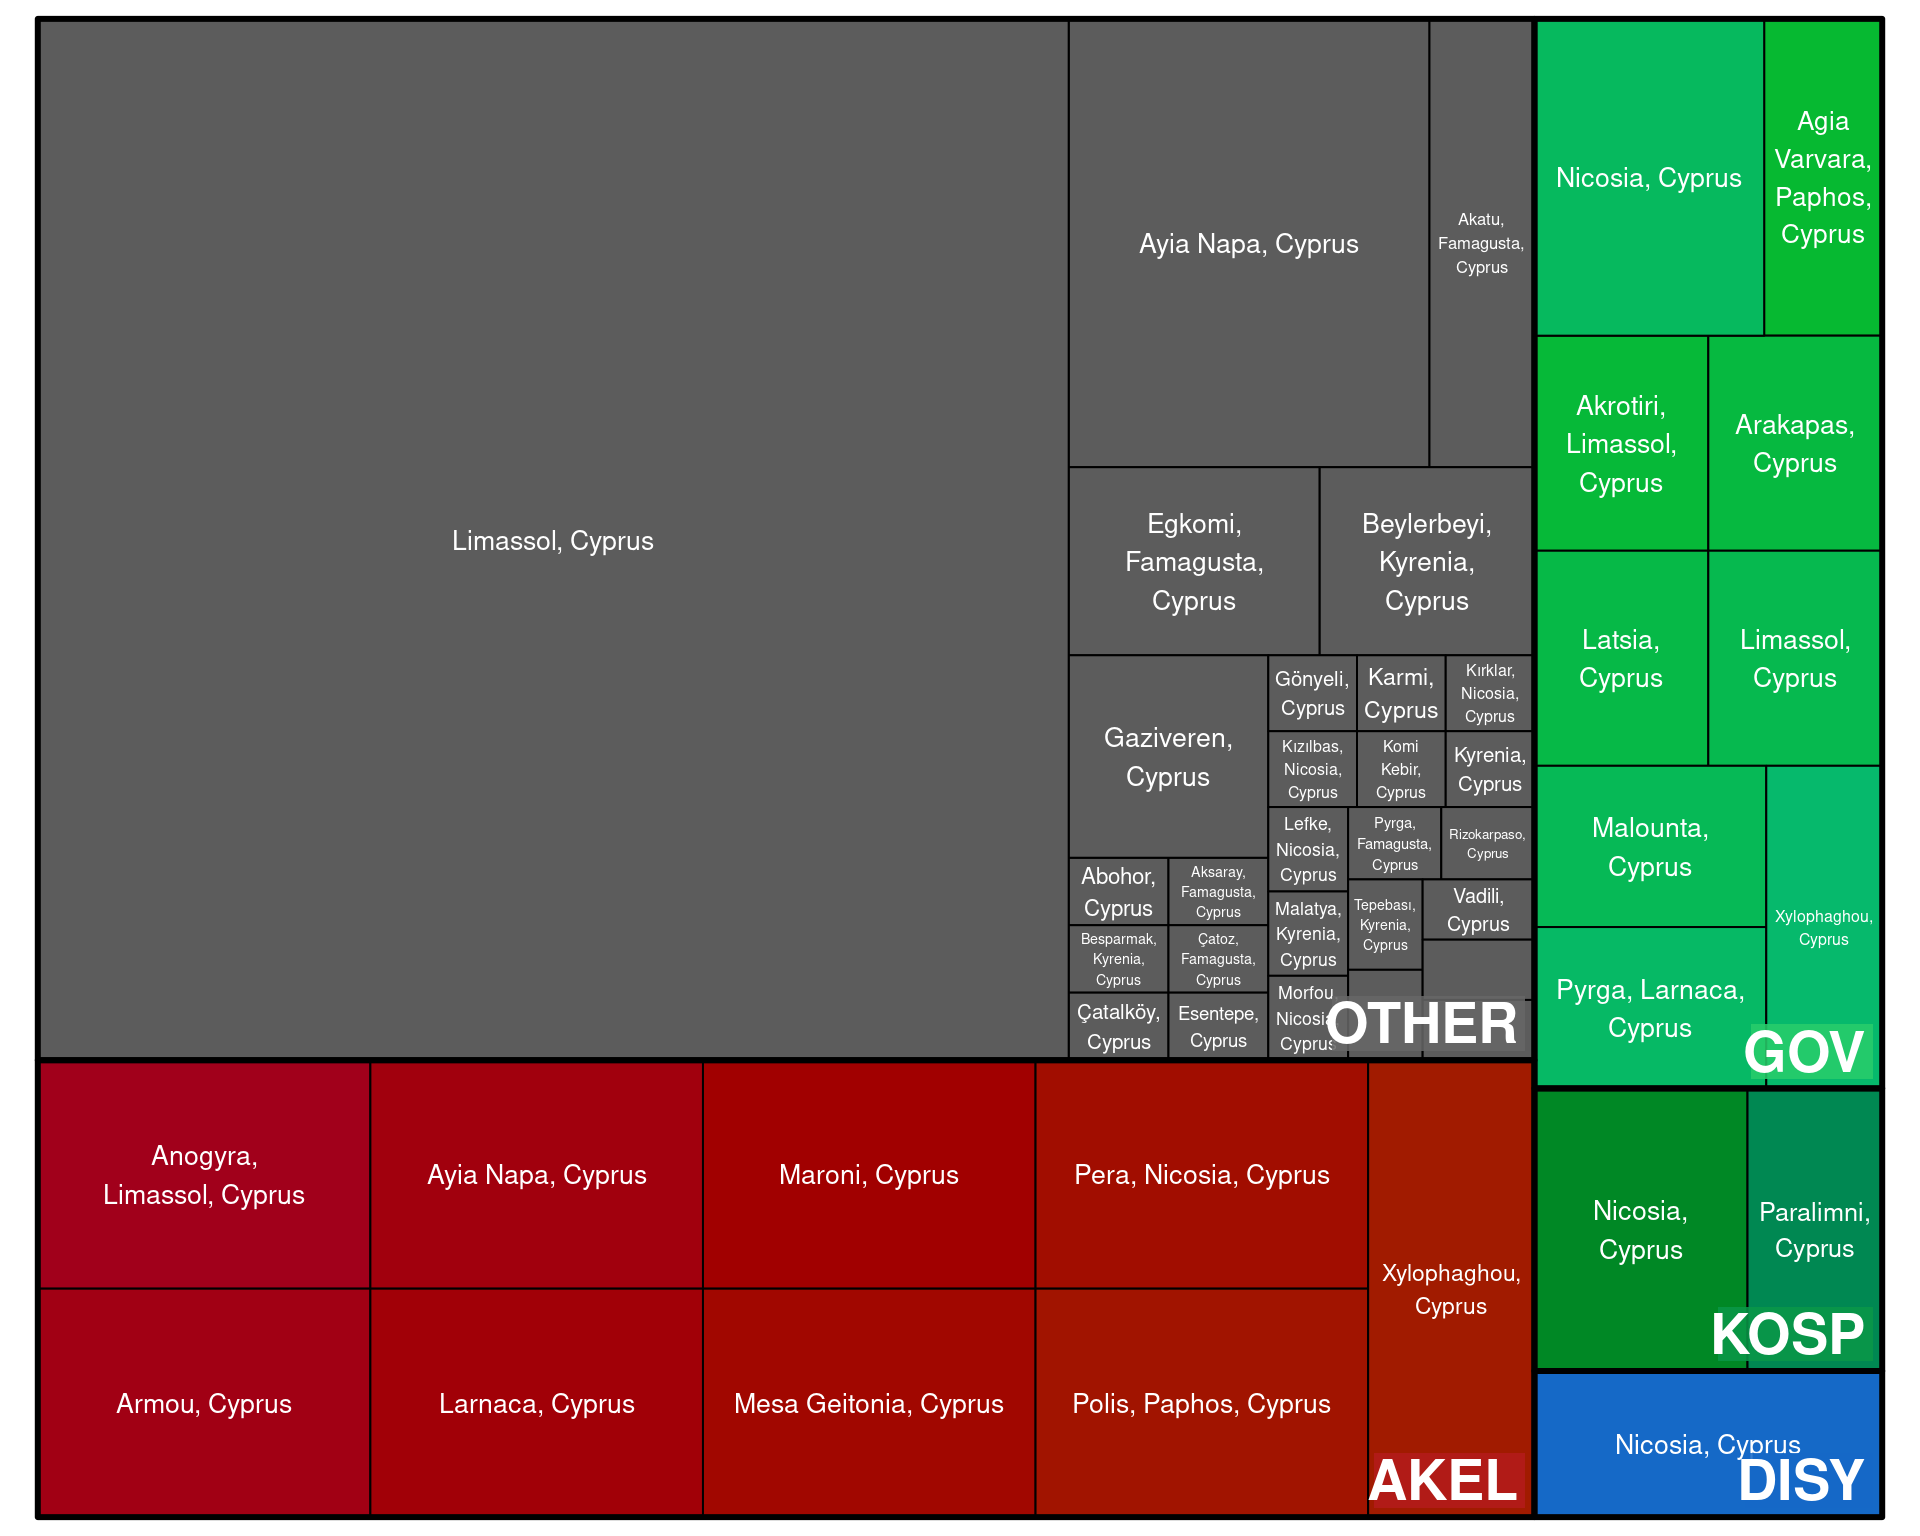 Limassol, Cyprus
Ayia Napa, Cyprus
Akatu,
Famagusta,
Cyprus
Egkomi,
Famagusta,
Cyprus
Beylerbeyi,
Kyrenia,
Cyprus
Gaziveren,
Cyprus
Gönyeli,
Cyprus
Karmi,
Cyprus
Kırklar,
Nicosia,
Cyprus
Kızılbas,
Nicosia,
Cyprus
Komi
Kebir,
Cyprus
Kyrenia,
Cyprus
Lefke,
Nicosia,
Cyprus
Pyrga,
Famagusta,
Cyprus
Rizokarpaso,
Cyprus
Abohor,
Cyprus
Aksaray,
Famagusta,
Cyprus
Malatya,
Kyrenia,
Cyprus
Tepebası,
Kyrenia,
Cyprus
Vadili,
Cyprus
Besparmak,
Kyrenia,
Cyprus
Çatoz,
Famagusta,
Cyprus
Çatalköy,
Cyprus
Esentepe,
Cyprus
Morfou,
Nicosia,
Cyprus
OTHER
Nicosia, Cyprus
Agia
Varvara,
Paphos,
Cyprus
Akrotiri,
Limassol,
Cyprus
Arakapas,
Cyprus
Latsia,
Cyprus
Limassol,
Cyprus
Malounta,
Cyprus
Xylophaghou,
Cyprus
Pyrga, Larnaca,
Cyprus
GOV
Anogyra,
Limassol, Cyprus
Ayia Napa, Cyprus
Maroni, Cyprus
Pera, Nicosia, Cyprus
Xylophaghou,
Cyprus
Armou, Cyprus
Larnaca, Cyprus
Mesa Geitonia, Cyprus
Polis, Paphos, Cyprus
AKEL
Nicosia,
Cyprus
Paralimni,
Cyprus
KOSP
Nicosia, Cyprus
DISY